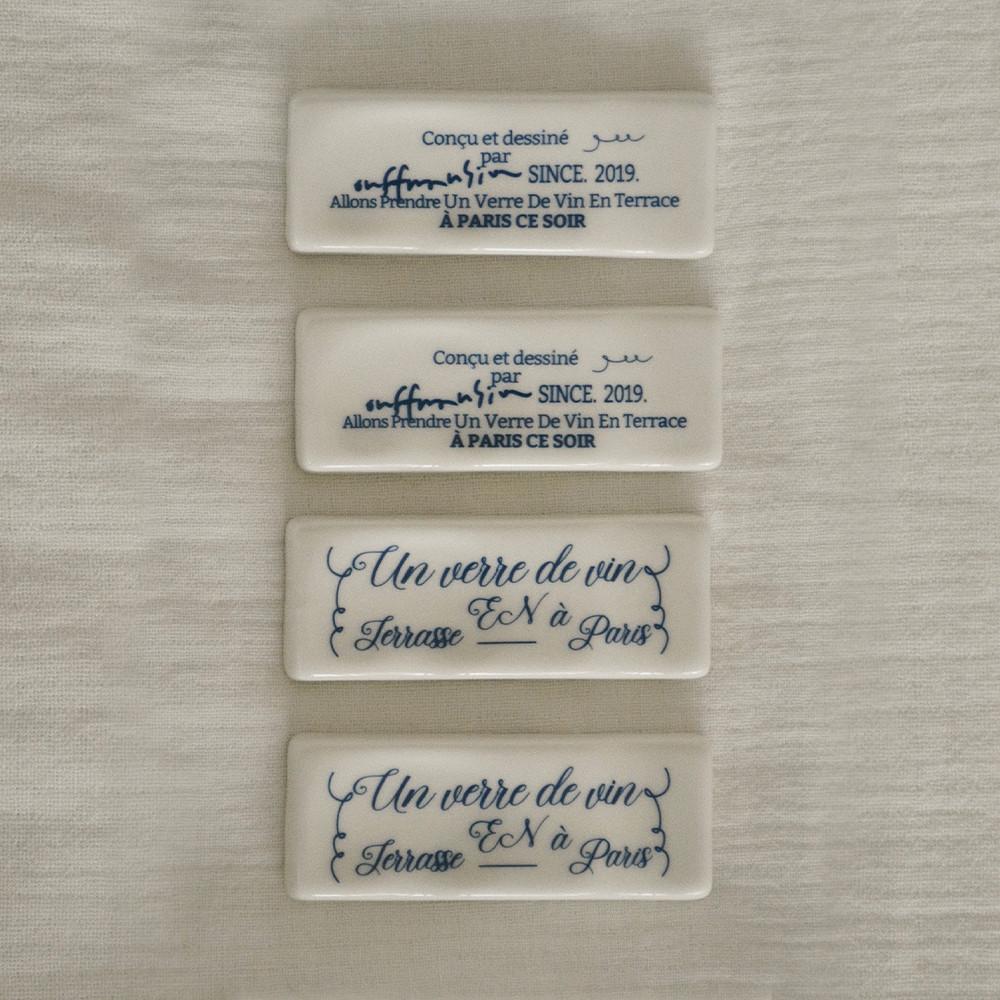 Conçu et dessiné
par
SINCE. 2019.
Allons Prendre Un Verre De Vin En Terrace
À PARIS CE SOIR
Conçu et dessiné
par
SINCE. 2019.
Allons Prendre Un Verre De Vin En Terrace
À PARIS CE SOIR
Un verre de vin
EN à
Terrasse Paris
Un verre de vin
EN à
Terrasse Paris